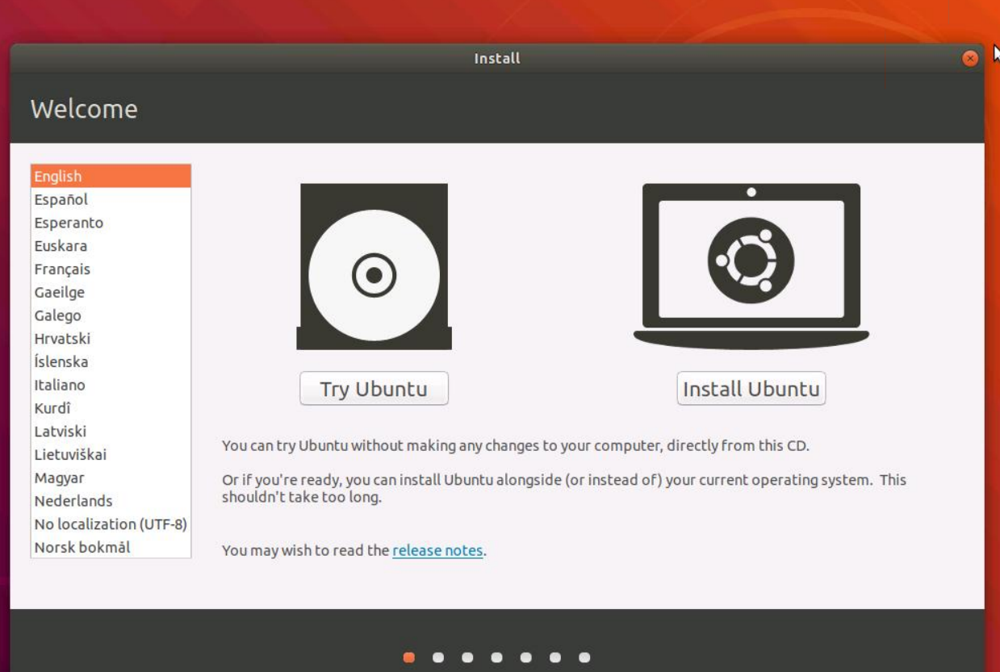 Install
Welcome
English
Español
Esperanto
Euskara
Français
Gaeilge
Galego
Hrvatski
Íslenska
Italiano
Kurdî
Latviski
Lietuviškai
Magyar
Nederlands
No localization (UTF-8)
Norsk bokmål
Try Ubuntu
Install Ubuntu
You can try Ubuntu without making any changes to your computer, directly from this CD.
Or if you're ready, you can install Ubuntu alongside (or instead of) your current operating system. This
shouldn't take too long.
You may wish to read the release notes.